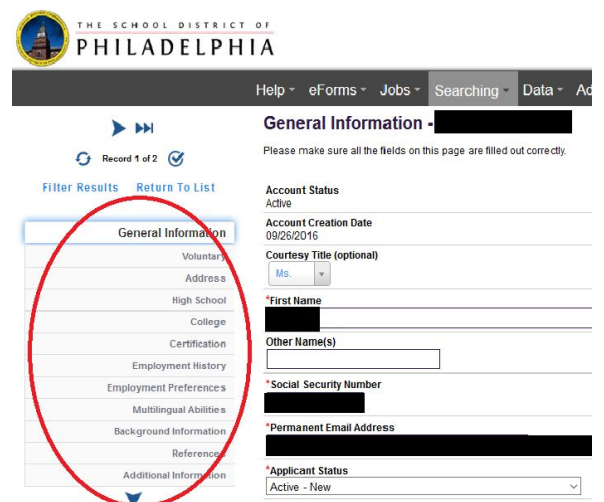 THE SCHOOL DISTRICT OF
PHILADELPHIA
Help eForms Jobs Searching Data Ad
Record 1 of 2
Filter Results Return To List
General Information
Voluntary
Address
High School
College
Certification
Employment History
Employment Preferences
Multilingual Abilities
Background Information
References
Additional Information
General Information -
Please make sure all the fields on this page are filled out correctly.
Account Status
Active
Account Creation Date
09/26/2016
Courtesy Title (optional)
Ms.
*First Name
Other Name(s)
*Social Security Number
*Permanent Email Address
*Applicant Status
Active - New